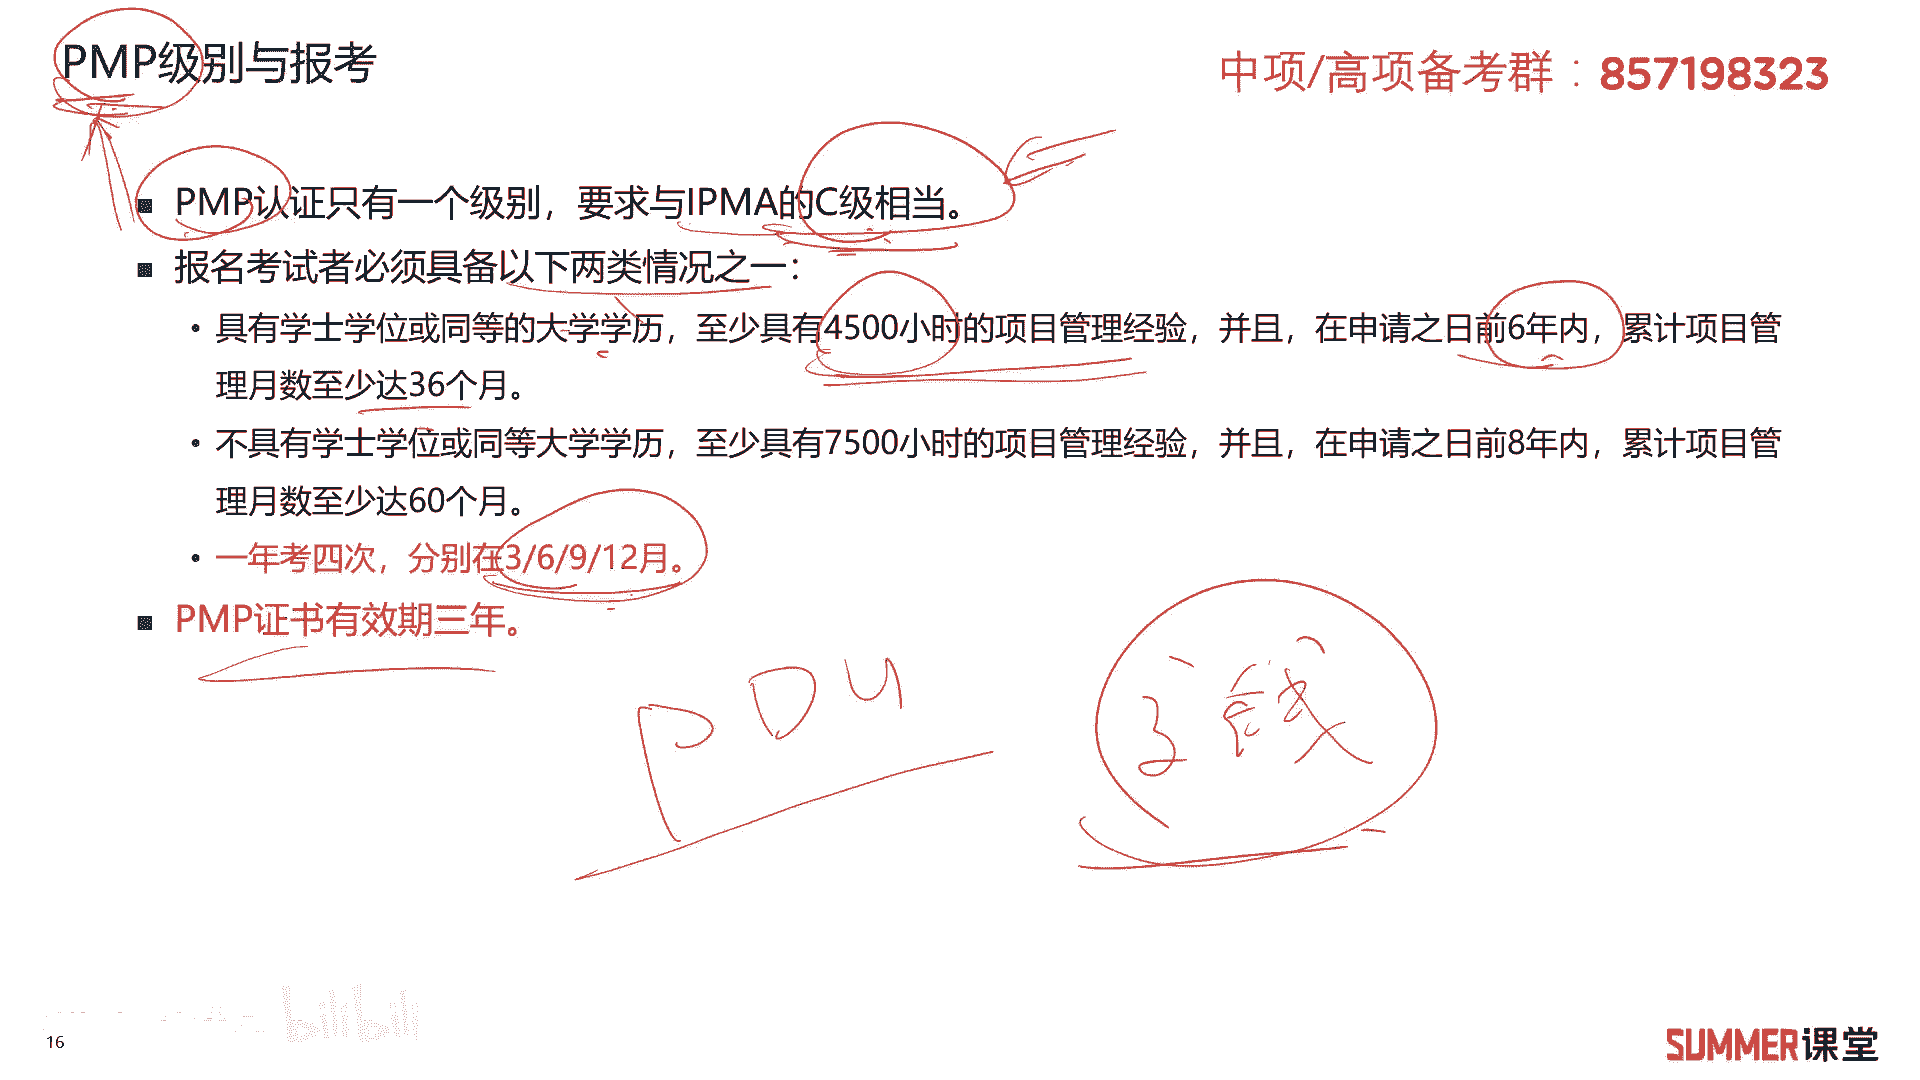 PMP级别与报考
中项/高项备考群：857198323
PMP认证只有一个级别，要求与IPMA的C级相当。
报名考试者必须具备以下两类情况之一：
具有学士学位或同等的大学学历，至少具有4500小时的项目管理经验，并且，在申请之日前6年内，累计项目管
理月数至少达36个月。
不具有学士学位或同等大学学历，至少具有7500小时的项目管理经验，并且，在申请之日前8年内，累计项目管
理月数至少达60个月。
一年考四次，分别在3/6/9/12月。
PMP证书有效期三年。
PDU
钱
bilibili
16
SUMMER课堂